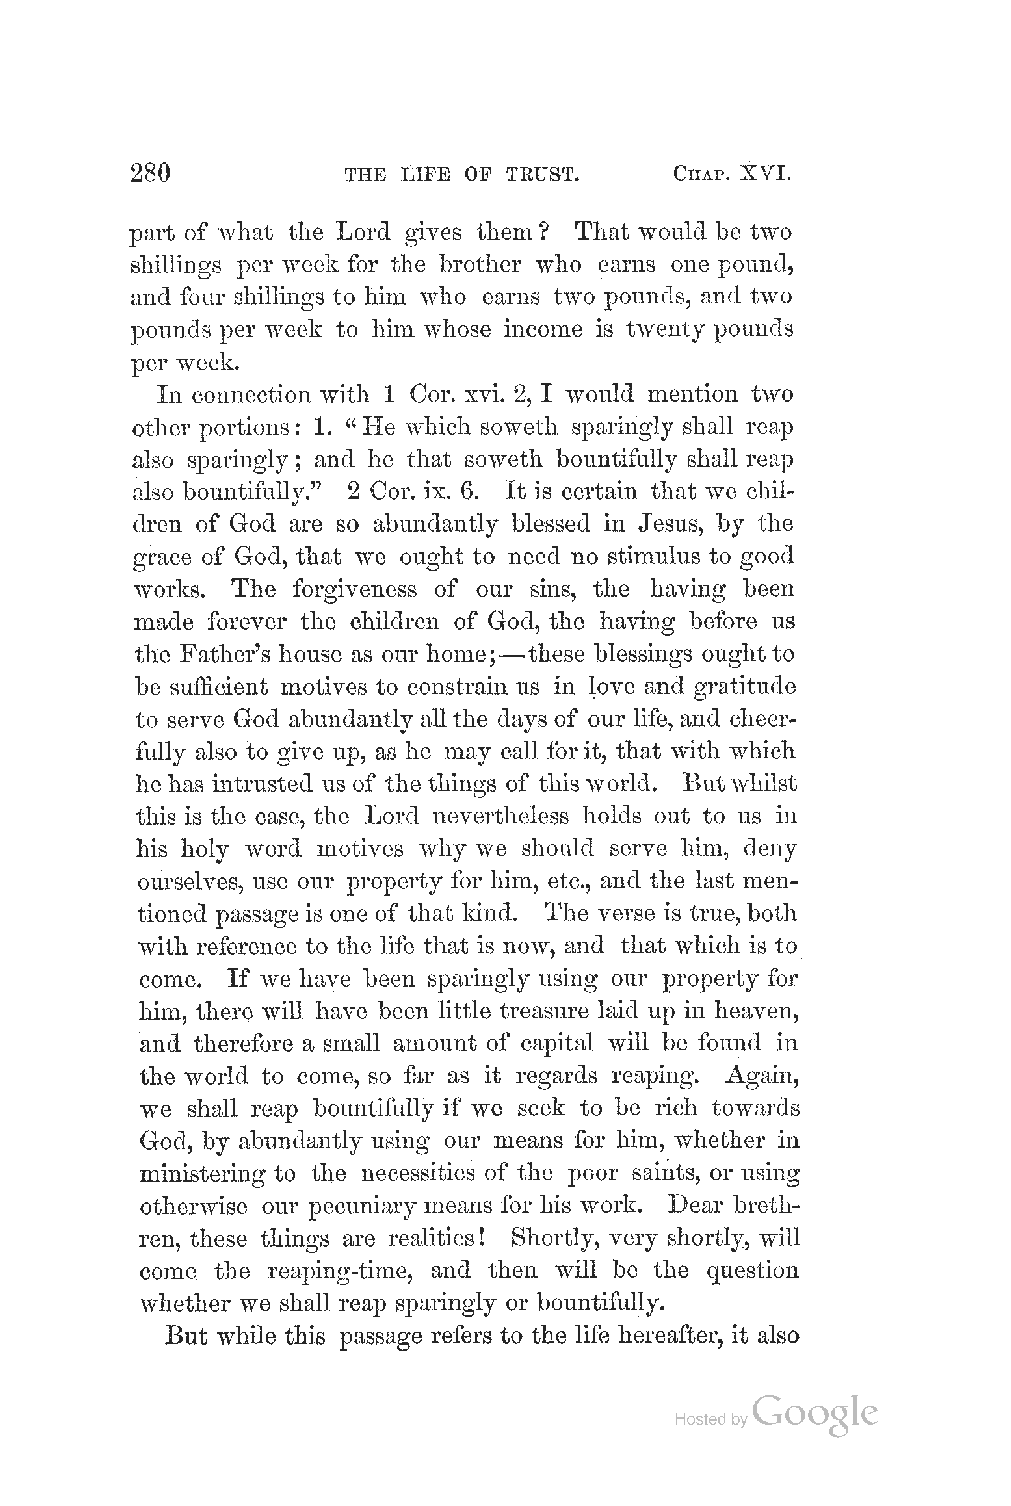 280 THE LIFE OF TRUST. CHAP. XVI.
part of what the Lord gives them? That would be two
shillings per week for the brother who earns one pound,
and four shillings to him who earns two pounds, and two
pounds per week to him whose income is twenty pounds
per week.
In connection with 1 Cor. xvi. 2, I would mention two
other portions: 1. “He which soweth sparingly shall reap
also sparingly; and he that soweth bountifully shall reap
also bountifully.” 2 Cor. ix. 6. It is certain that we chil-
dren of God are so abundantly blessed in Jesus, by the
grace of God, that we ought to need no stimulus to good
works. The forgiveness of our sins, the having been
made forever the children of God, the having before us
the Father’s house as our home;—these blessings ought to
be sufficient motives to constrain us in love and gratitude
to serve God abundantly all the days of our life, and cheer-
fully also to give up, as he may call for it, that with which
he has intrusted us of the things of this world. But whilst
this is the case, the Lord nevertheless holds out to us in
his holy word motives why we should serve him, deny
ourselves, use our property for him, etc., and the last men-
tioned passage is one of that kind. The verse is true, both
with reference to the life that is now, and that which is to
come. If we have been sparingly using our property for
him, there will have been little treasure laid up in heaven,
and therefore a small amount of capital will be found in
the world to come, so far as it regards reaping. Again,
we shall reap bountifully if we seek to be rich towards
God, by abundantly using our means for him, whether in
ministering to the necessities of the poor saints, or using
otherwise our pecuniary means for his work. Dear breth-
ren, these things are realities! Shortly, very shortly, will
come the reaping-time, and then will be the question
whether we shall reap sparingly or bountifully.
But while this passage refers to the life hereafter, it also
Hosted by Google